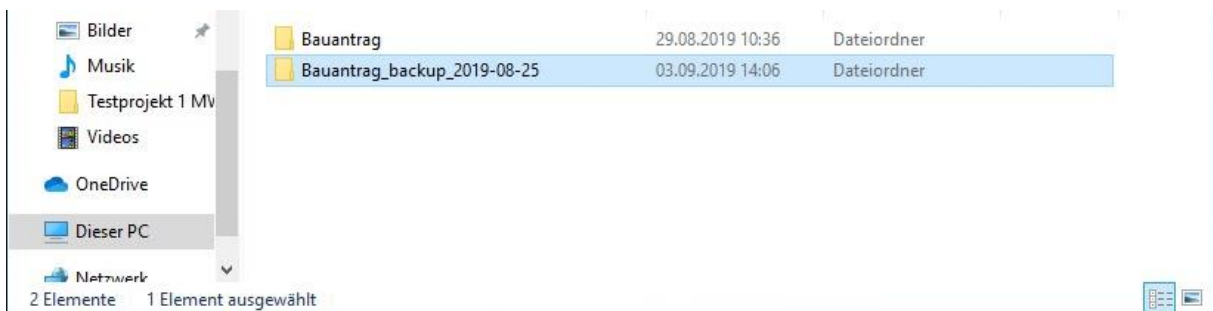 Bilder
Musik
Testprojekt 1 MW
Videos
OneDrive
Dieser PC
Netzwerk
Bauantrag 29.08.2019 10:36 Dateiordner
Bauantrag_backup_2019-08-25 03.09.2019 14:06 Dateiordner
2 Elemente 1 Element ausgewählt